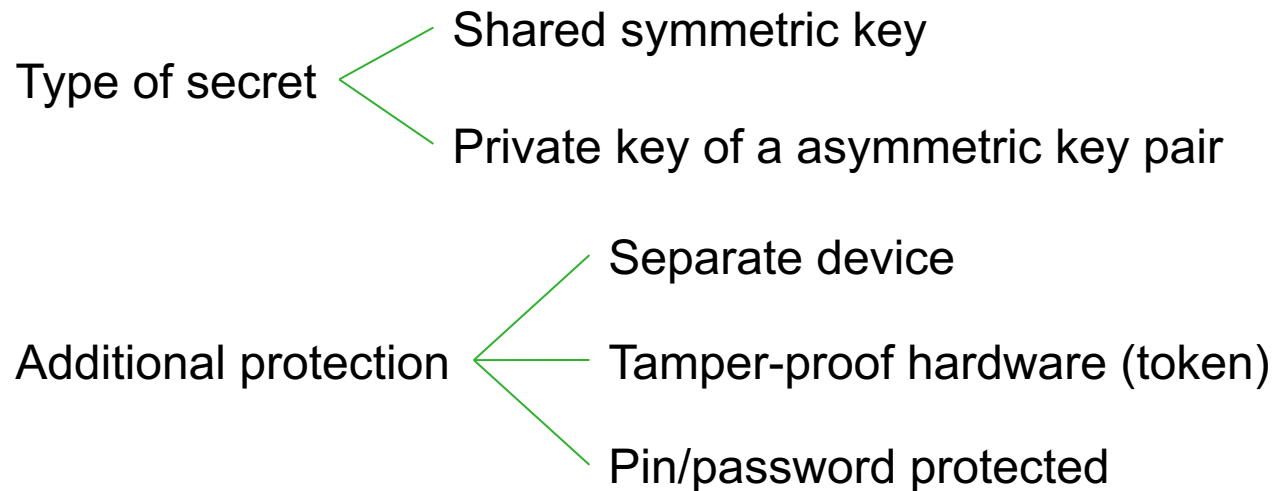 Shared symmetric key
Type of secret
Private key of a asymmetric key pair
Separate device
Additional protection
Tamper-proof hardware (token)
Pin/password protected